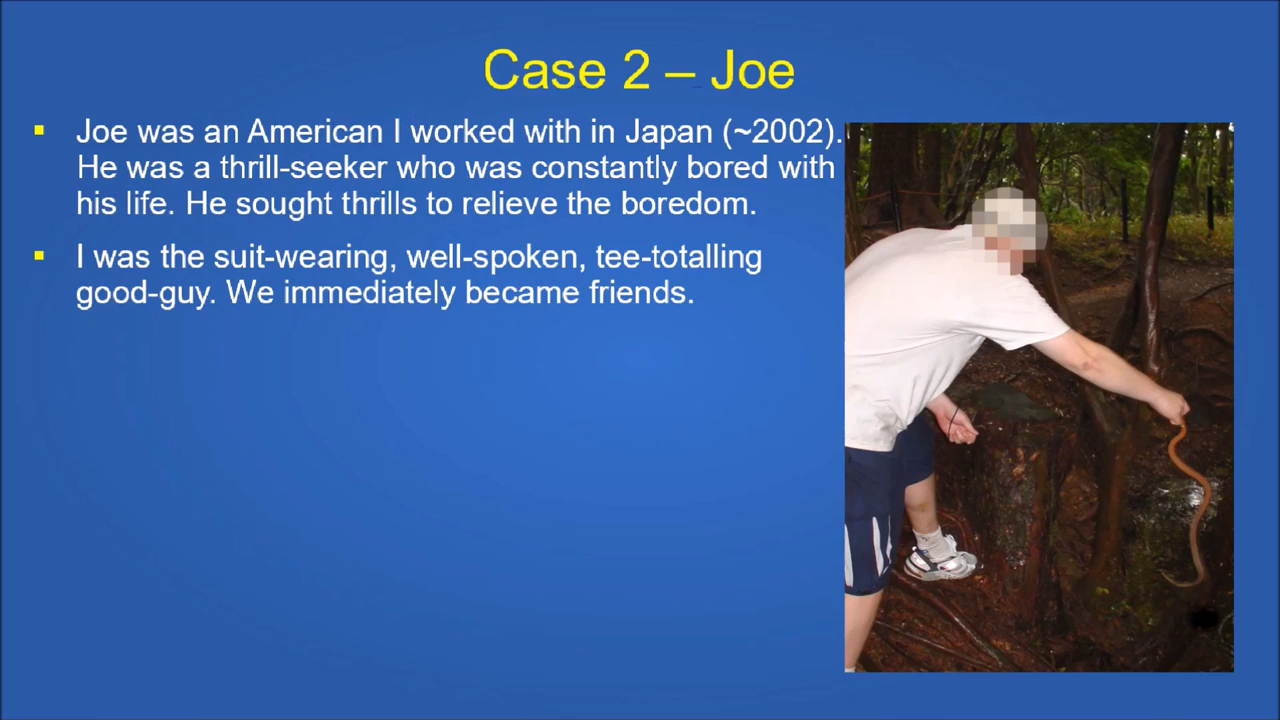 Case 2 – Joe
Joe was an American I worked with in Japan (~2002).
He was a thrill-seeker who was constantly bored with
his life. He sought thrills to relieve the boredom.
I was the suit-wearing, well-spoken, tee-totalling
good-guy. We immediately became friends.